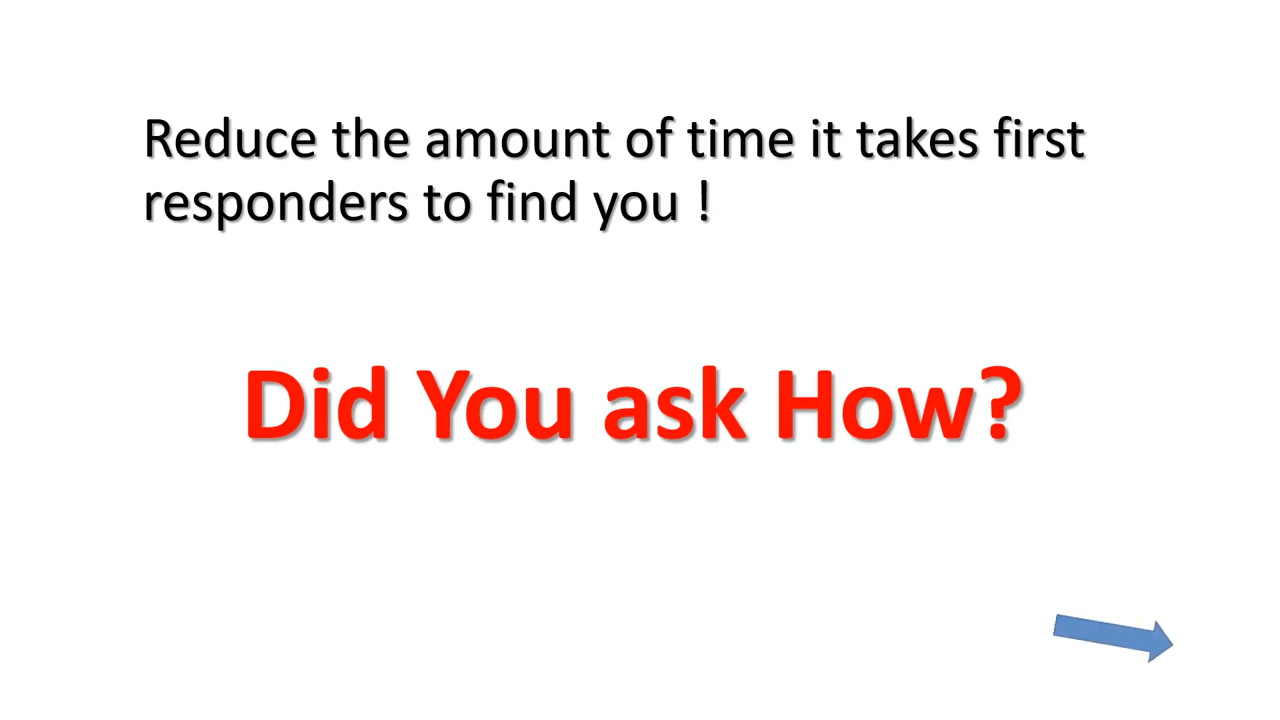 Reduce the amount of time it takes first
responders to find you !
Did You ask How?